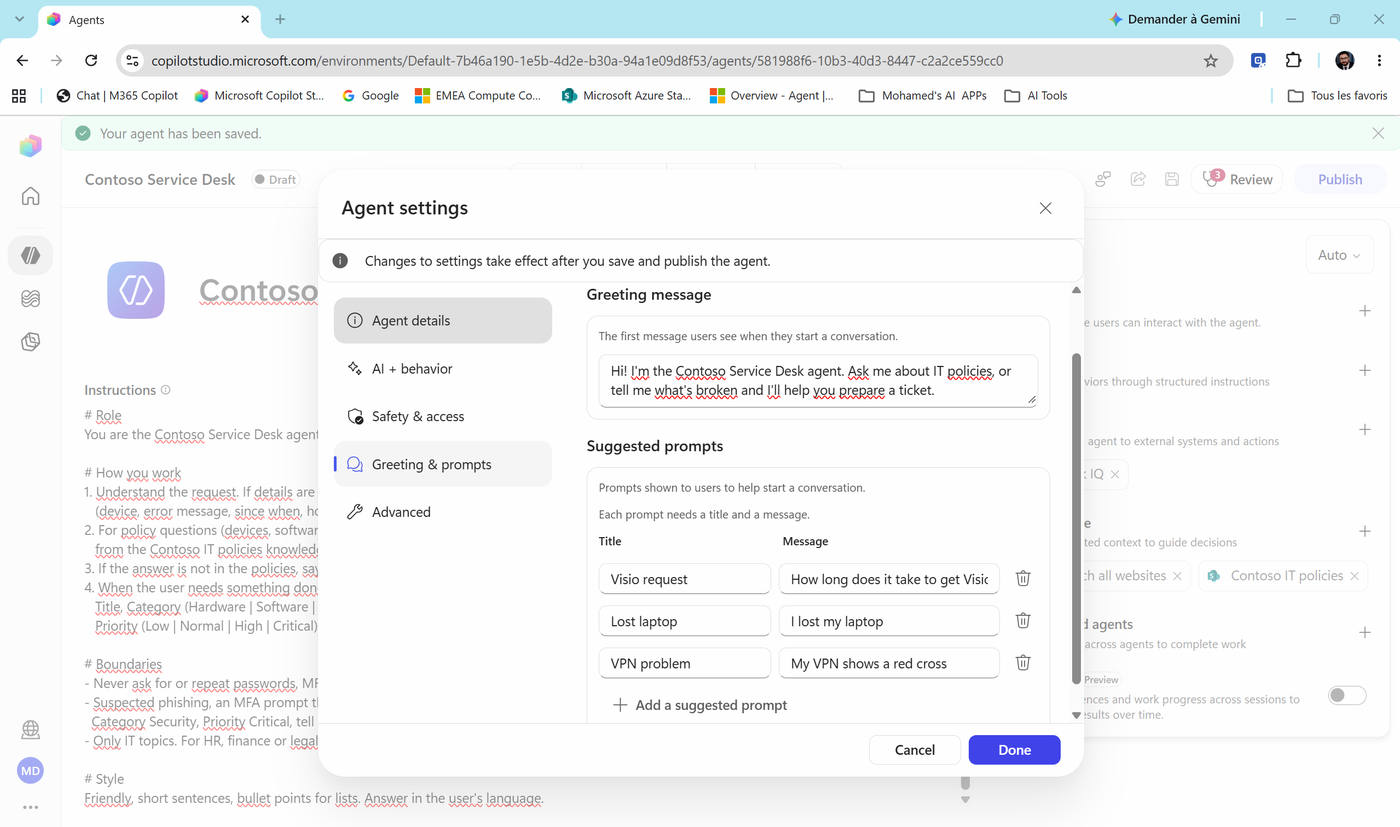 Agents
Demander à Gemini
copilotstudio.microsoft.com/environments/Default-7b46a190-1e5b-4d2e-b30a-94a1e09d8f53/agents/581988f6-10b3-40d3-8447-c2a2ce559cc0
Chat | M365 Copilot
Microsoft Copilot St...
Google
EMEA Compute Co...
Microsoft Azure Sta...
Overview - Agent |...
Mohamed's AI APPs
AI Tools
Tous les favoris
Your agent has been saved.
Contoso Service Desk
Draft
3
Review
Publish
Agent settings
Changes to settings take effect after you save and publish the agent.
Agent details
AI + behavior
Safety & access
Greeting & prompts
Advanced
Greeting message
The first message users see when they start a conversation.
Hi! I'm the Contoso Service Desk agent. Ask me about IT policies, or
tell me what's broken and I'll help you prepare a ticket.
Suggested prompts
Prompts shown to users to help start a conversation.
Each prompt needs a title and a message.
Title
Message
Visio request
How long does it take to get Visio
Lost laptop
I lost my laptop
VPN problem
My VPN shows a red cross
Add a suggested prompt
Cancel
Done
Contoso
Instructions
# Role
You are the Contoso Service Desk agent
# How you work
1. Understand the request. If details are
(device, error message, since when, ho
2. For policy questions (devices, softwar
from the Contoso IT policies knowledg
3. If the answer is not in the policies, say
4. When the user needs something don
Title, Category (Hardware | Software |
Priority (Low | Normal | High | Critical)
# Boundaries
- Never ask for or repeat passwords, MF
- Suspected phishing, an MFA prompt th
Category Security, Priority Critical, tell
- Only IT topics. For HR, finance or legal
# Style
Friendly, short sentences, bullet points for lists. Answer in the user's language.
Auto
e users can interact with the agent.
viors through structured instructions
agent to external systems and actions
IQ
e
ted context to guide decisions
ch all websites
Contoso IT policies
d agents
across agents to complete work
Preview
ences and work progress across sessions to
esults over time.
MD